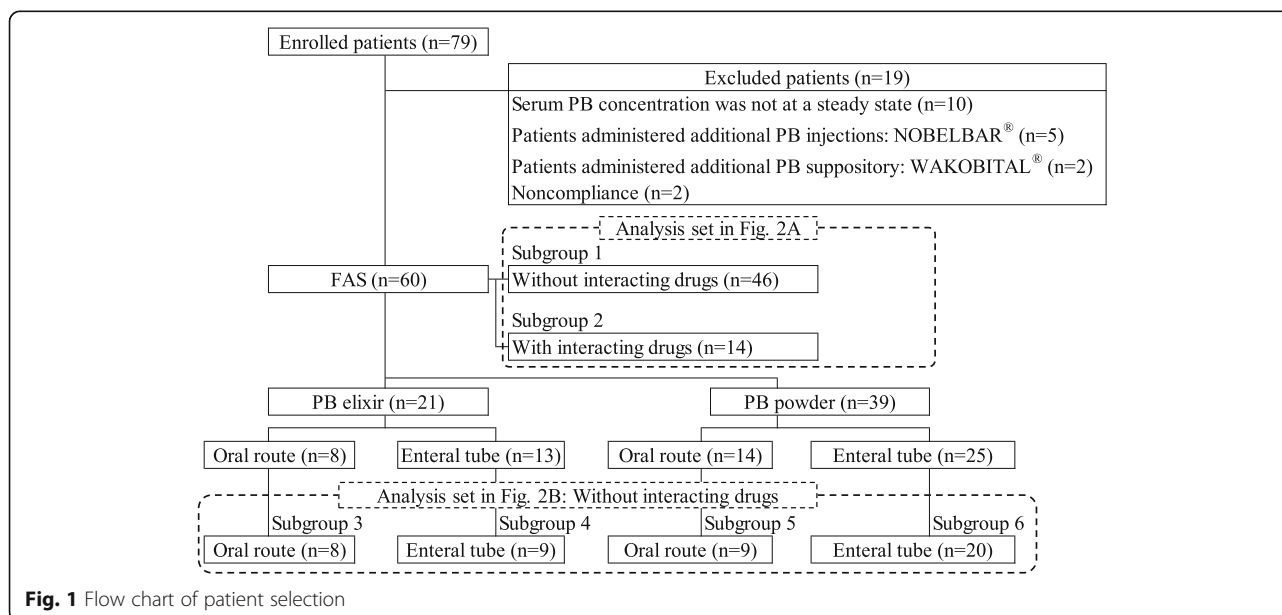 Enrolled patients (n=79)
Excluded patients (n=19)
Serum PB concentration was not at a steady state (n=10)
Patients administered additional PB injections: NOBELBAR® (n=5)
Patients administered additional PB suppository: WAKOBITAL® (n=2)
Noncompliance (n=2)
Analysis set in Fig. 2A
Subgroup 1
FAS (n=60)
Without interacting drugs (n=46)
Subgroup 2
With interacting drugs (n=14)
PB elixir (n=21)
PB powder (n=39)
Oral route (n=8)
Enteral tube (n=13)
Oral route (n=14)
Enteral tube (n=25)
Analysis set in Fig. 2B: Without interacting drugs
Subgroup 3
Subgroup 4
Subgroup 5
Subgroup 6
Oral route (n=8)
Enteral tube (n=9)
Oral route (n=9)
Enteral tube (n=20)
Fig. 1 Flow chart of patient selection